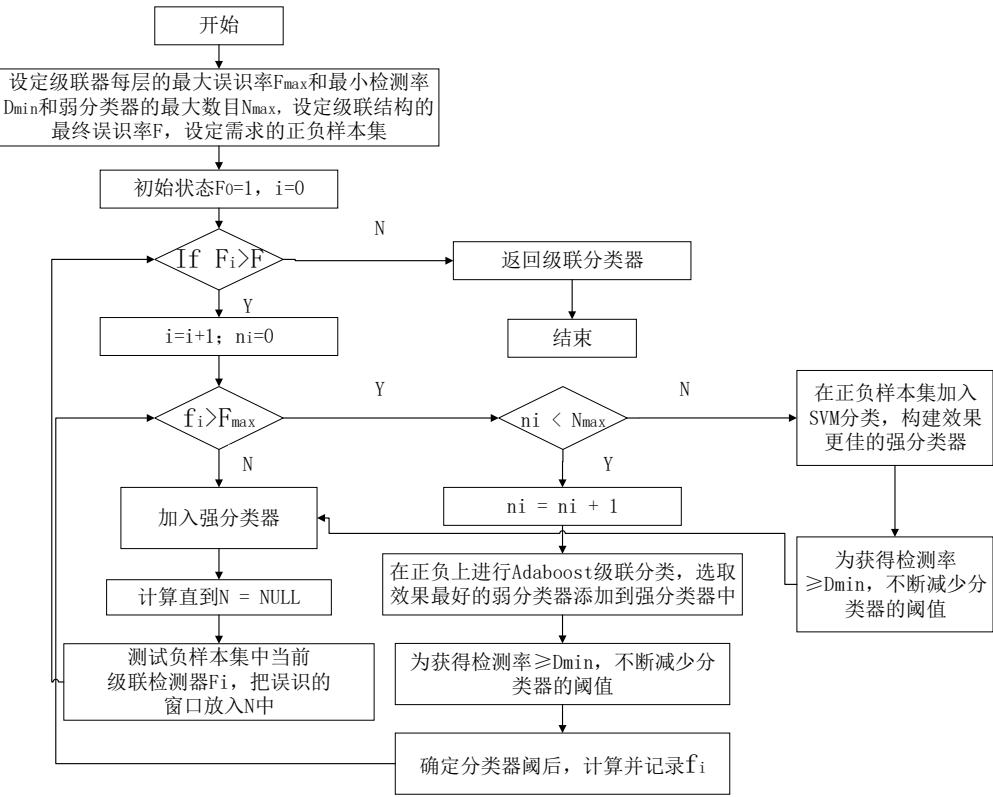 开始
设定级联器每层的最大误识率Fmax和最小检测率
Dmin和弱分类器的最大数目Nmax，设定级联结构的
最终误识率F，设定需求的正负样本集
初始状态F0=1，i=0
If Fi>F
N
返回级联分类器
结束
Y
i=i+1；ni=0
fi>Fmax
Y
ni < Nmax
N
在正负样本集加入
SVM分类，构建效果
更佳的强分类器
N
Y
加入强分类器
ni = ni + 1
为获得检测率
≥Dmin，不断减少分
类器的阈值
在正负上进行Adaboost级联分类，选取
效果最好的弱分类器添加到强分类器中
计算直到N = NULL
测试负样本集中当前
级联检测器Fi，把误识的
窗口放入N中
为获得检测率≥Dmin，不断减少分
类器的阈值
确定分类器阈后，计算并记录fi